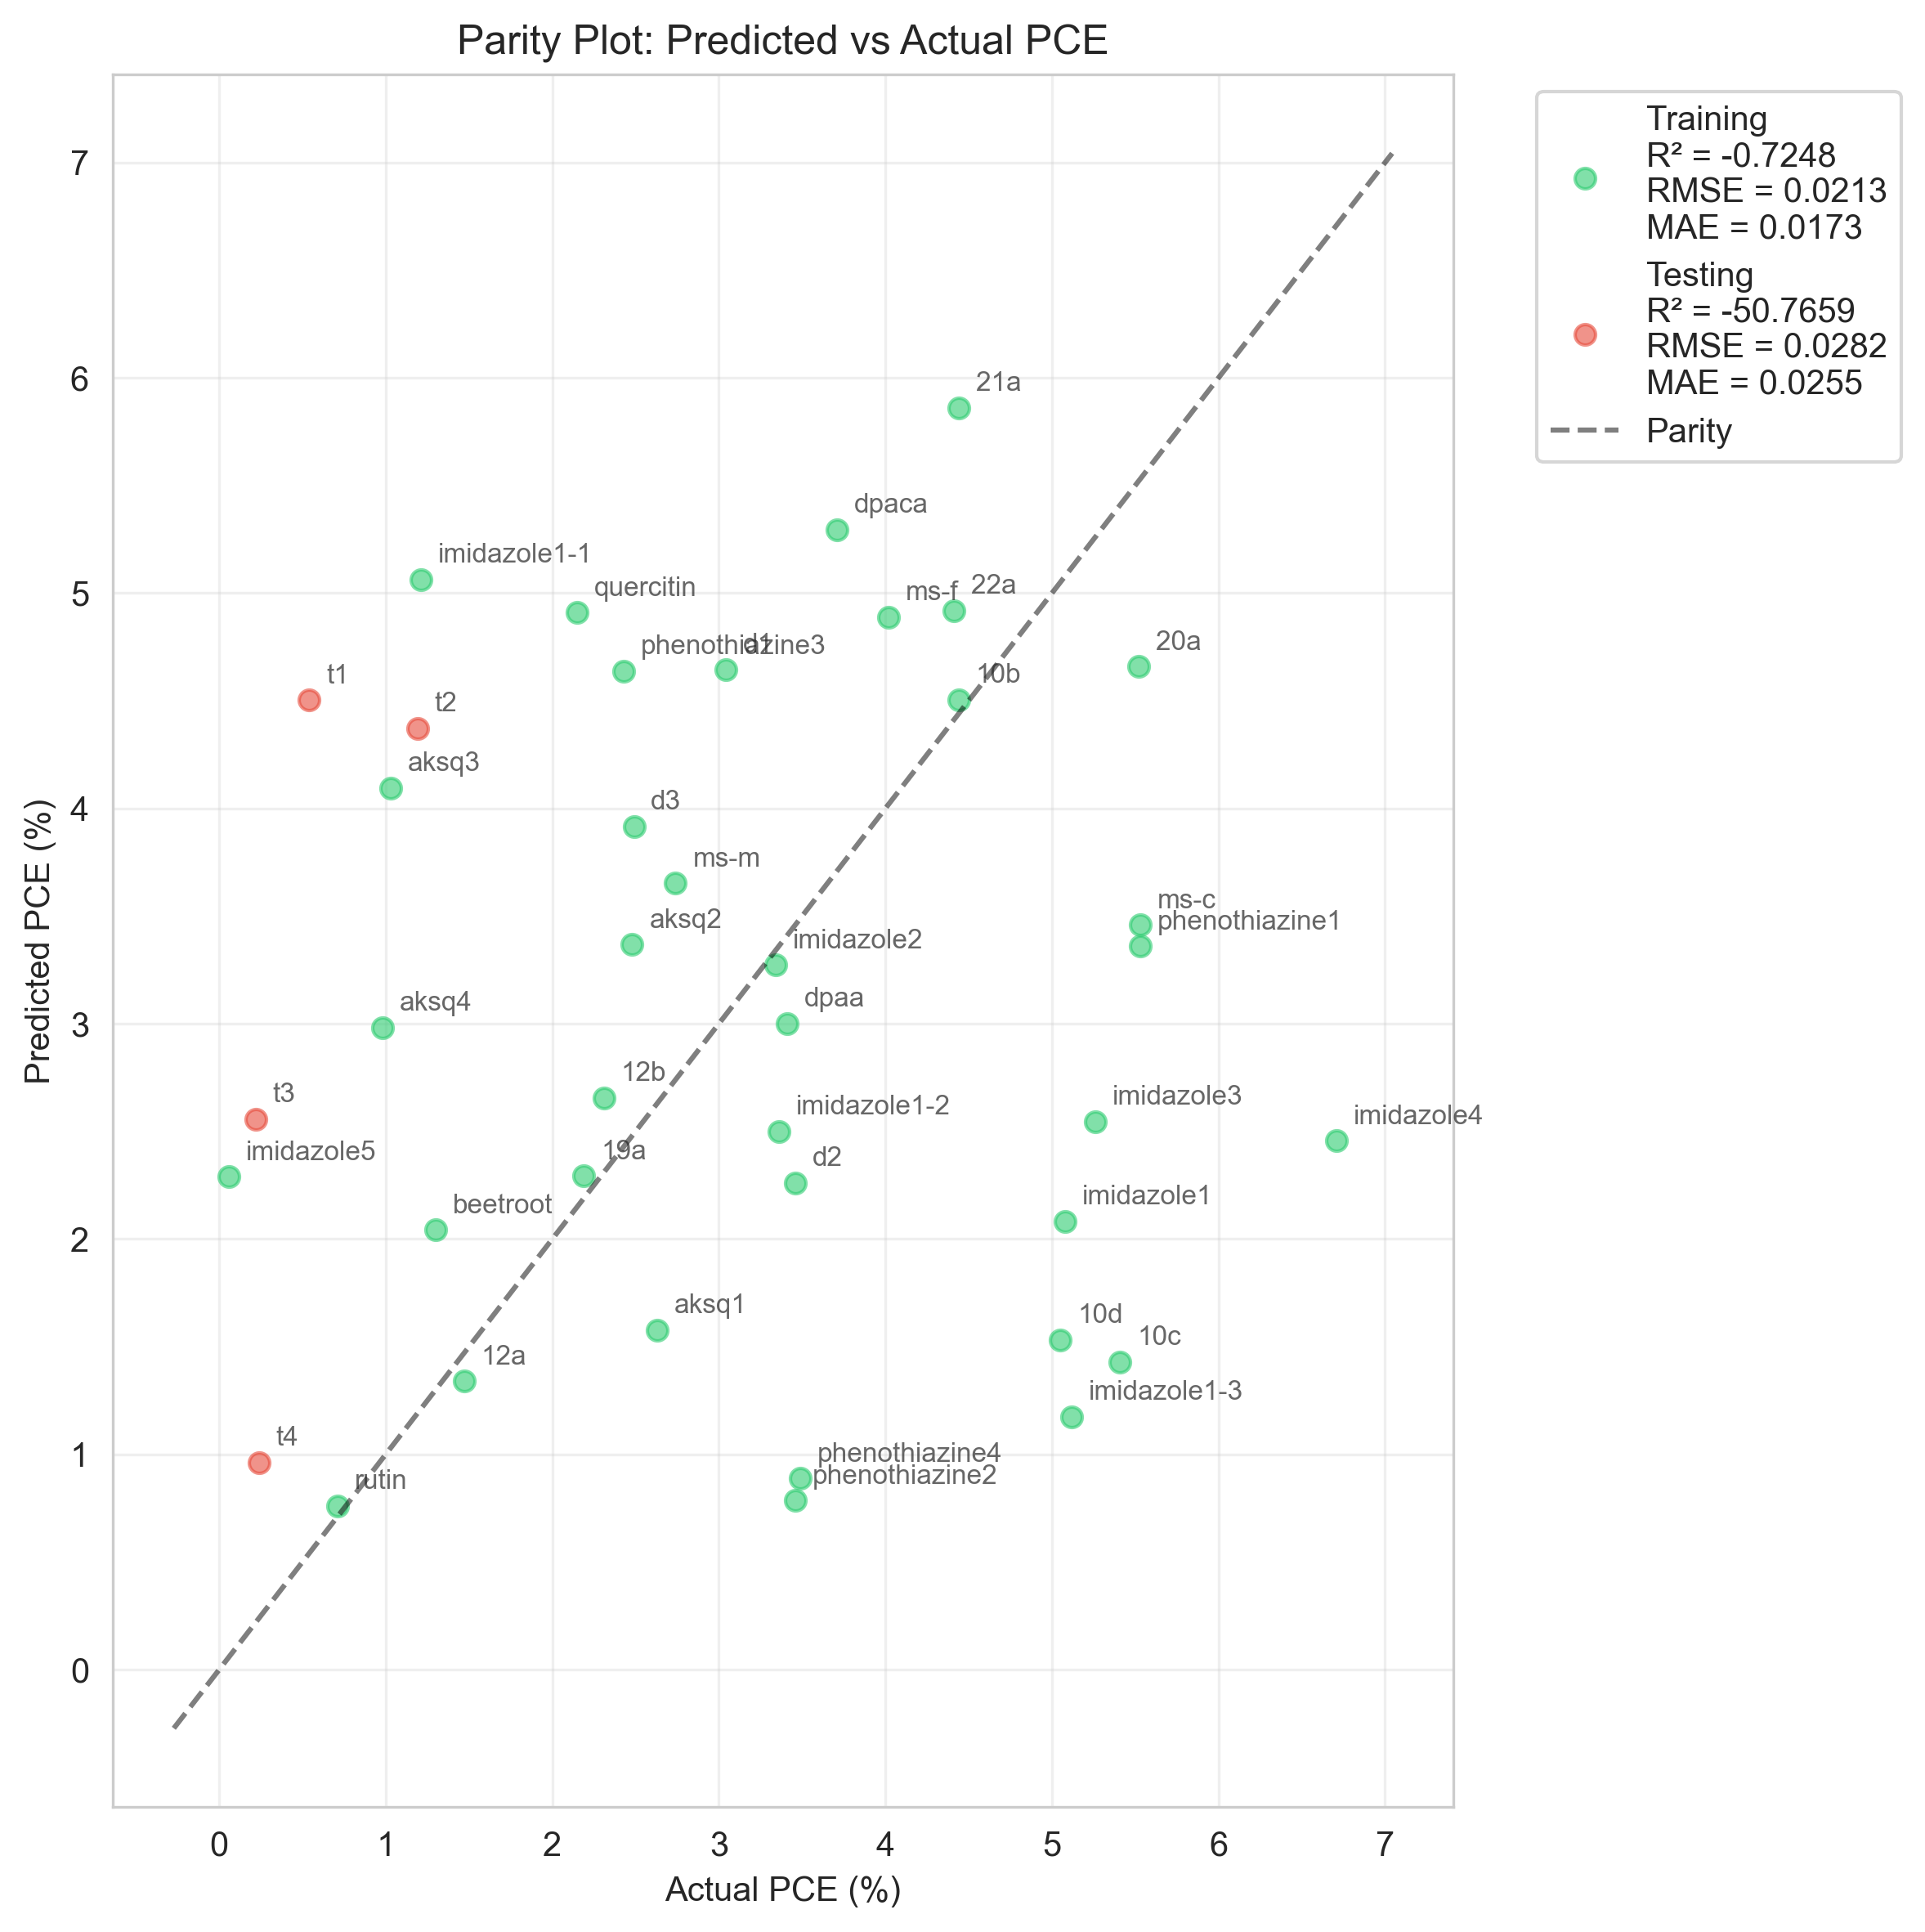 Parity Plot: Predicted vs Actual PCE
Training
R² = -0.7248
RMSE = 0.0213
MAE = 0.0173
Testing
R² = -50.7659
RMSE = 0.0282
MAE = 0.0255
Parity
Predicted PCE (%)
7
6
5
4
3
2
1
0
21a
dpaca
imidazole1-1
quercitin
ms-f
22a
phenothiazine3
d1
20a
10b
t1
t2
aksq3
d3
ms-m
ms-c
phenothiazine1
aksq2
imidazole2
dpaa
aksq4
12b
imidazole1-2
imidazole3
imidazole4
t3
imidazole5
19a
d2
beetroot
imidazole1
aksq1
10d
10c
12a
imidazole1-3
t4
phenothiazine4
phenothiazine2
rutin
0 1 2 3 4 5 6 7
Actual PCE (%)